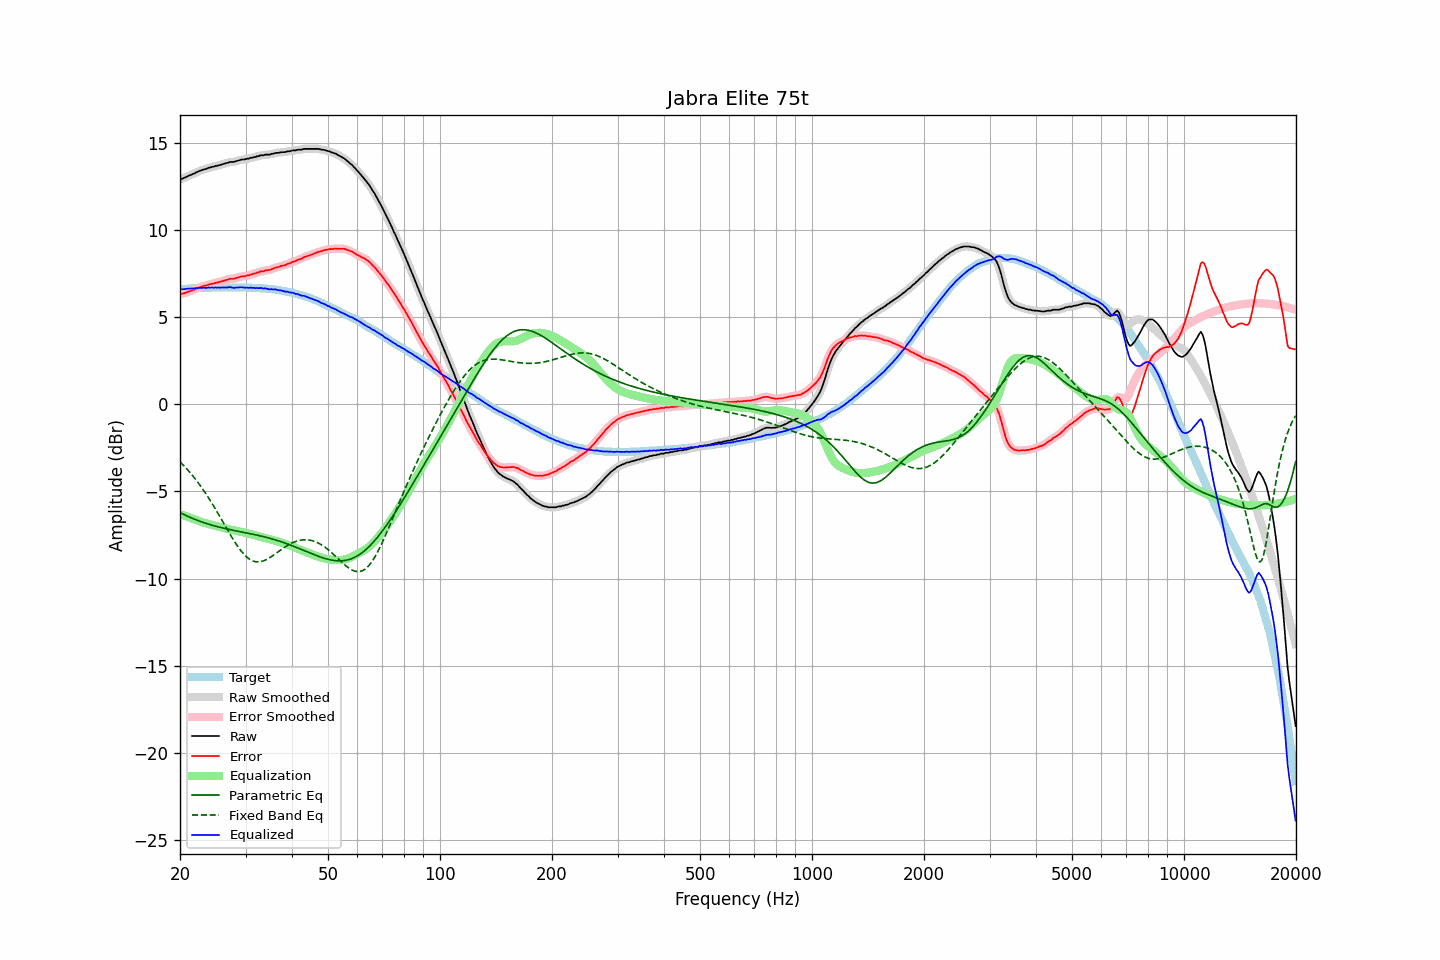 Jabra Elite 75t
Amplitude (dBr)
15
10
5
0
−5
−10
−15
−20
−25
Target
Raw Smoothed
Error Smoothed
Raw
Error
Equalization
Parametric Eq
Fixed Band Eq
Equalized
20 50 100 200 500 1000 2000 5000 10000 20000
Frequency (Hz)